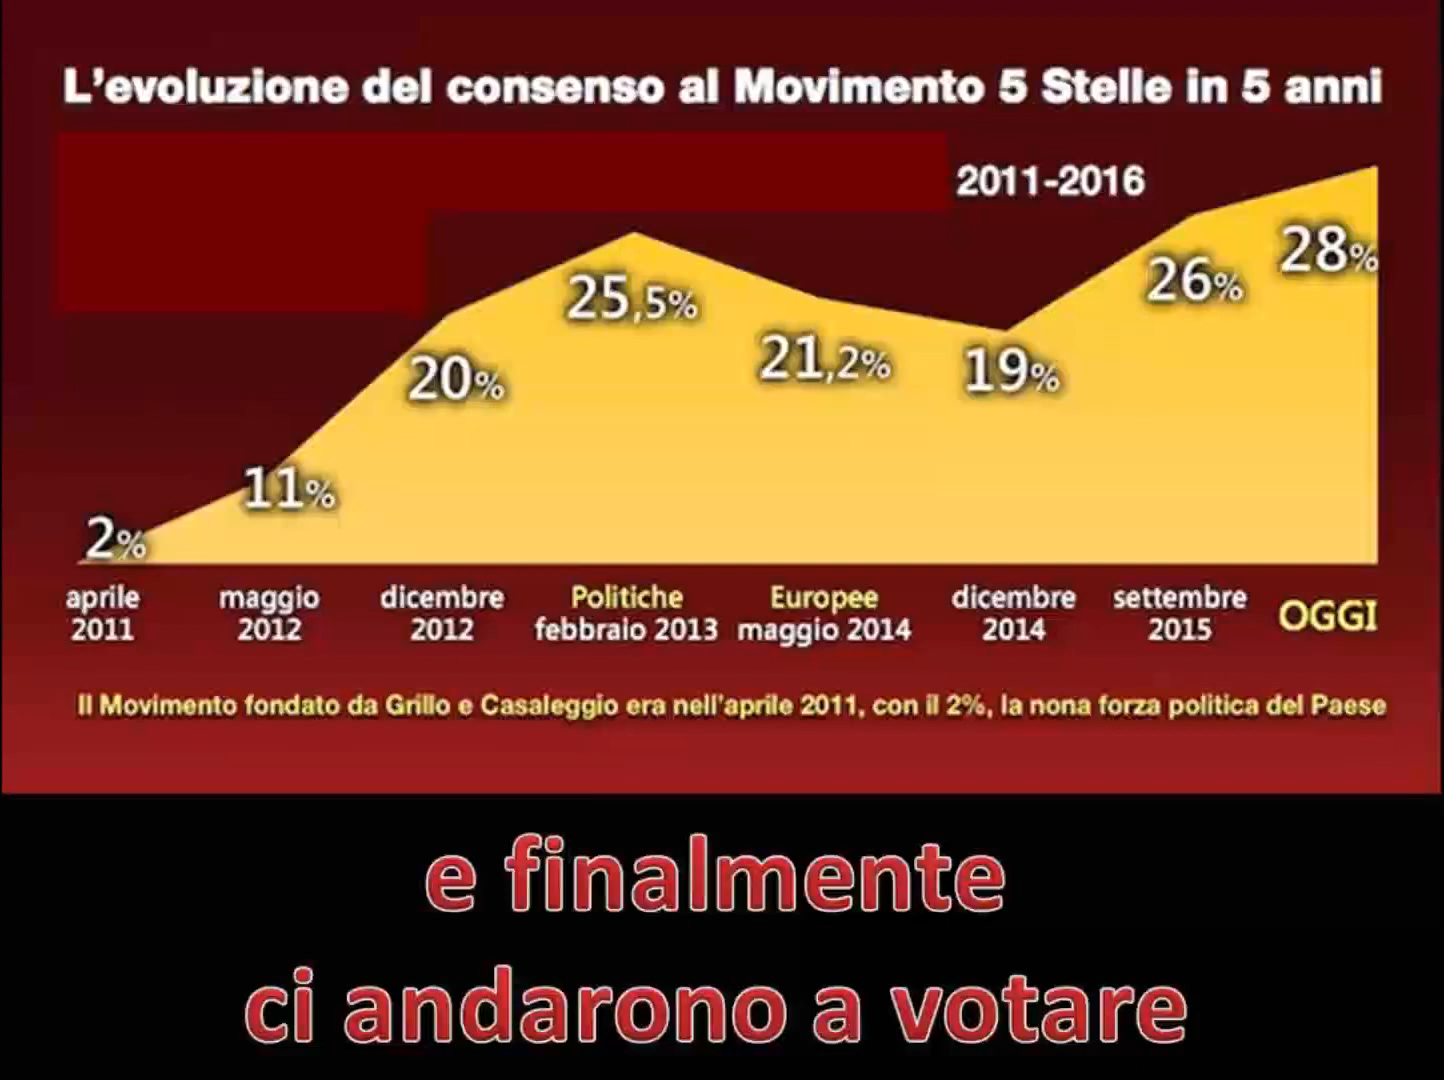 L'evoluzione del consenso al Movimento 5 Stelle in 5 anni
2011-2016
28%
26%
25,5%
21,2%
19%
20%
11%
2%
aprile
2011
maggio
2012
dicembre
2012
Politiche
febbraio 2013
Europee
maggio 2014
dicembre
2014
settembre
2015
OGGI
Il Movimento fondato da Grillo e Casaleggio era nell'aprile 2011, con il 2%, la nona forza politica del Paese
e finalmente
ci andarono a votare